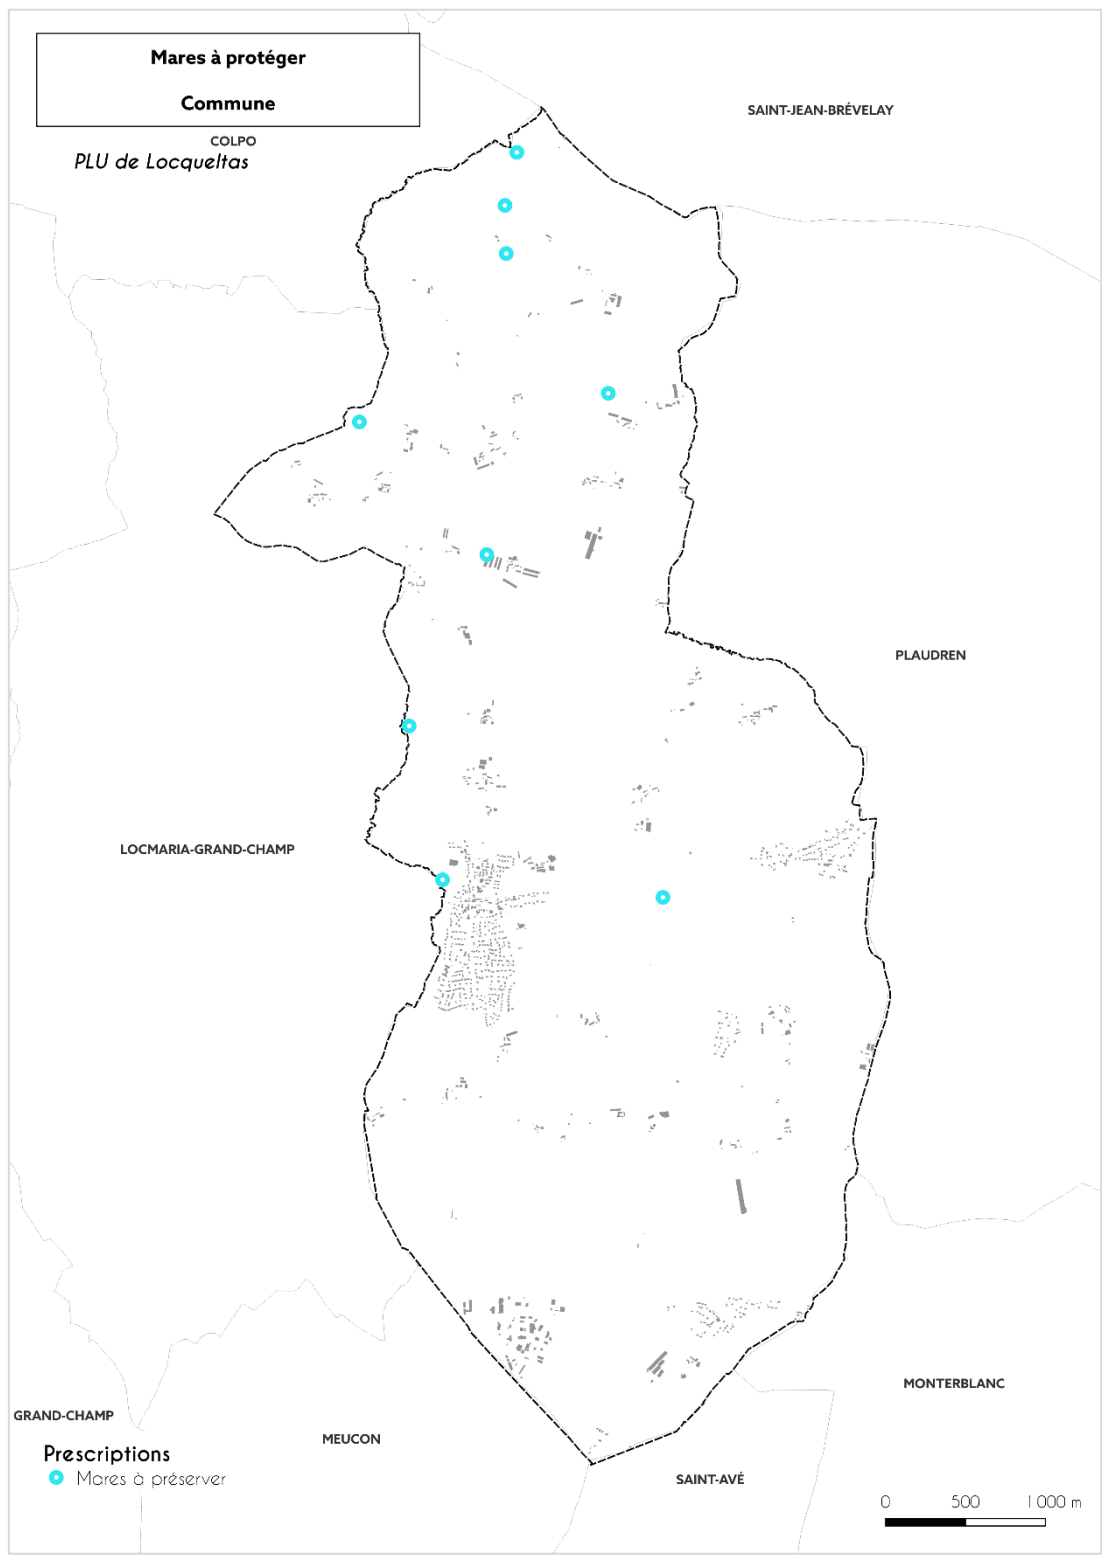 Mares à protéger
Commune
SAINT-JEAN-BRÉVELAY
COLPO
PLU de Locqueltas
PLAUDREN
LOCMARIA-GRAND-CHAMP
MONTERBLANC
GRAND-CHAMP
MEUCON
Prescriptions
Mares à préserver
SAINT-AVÉ
0 500 1 000 m